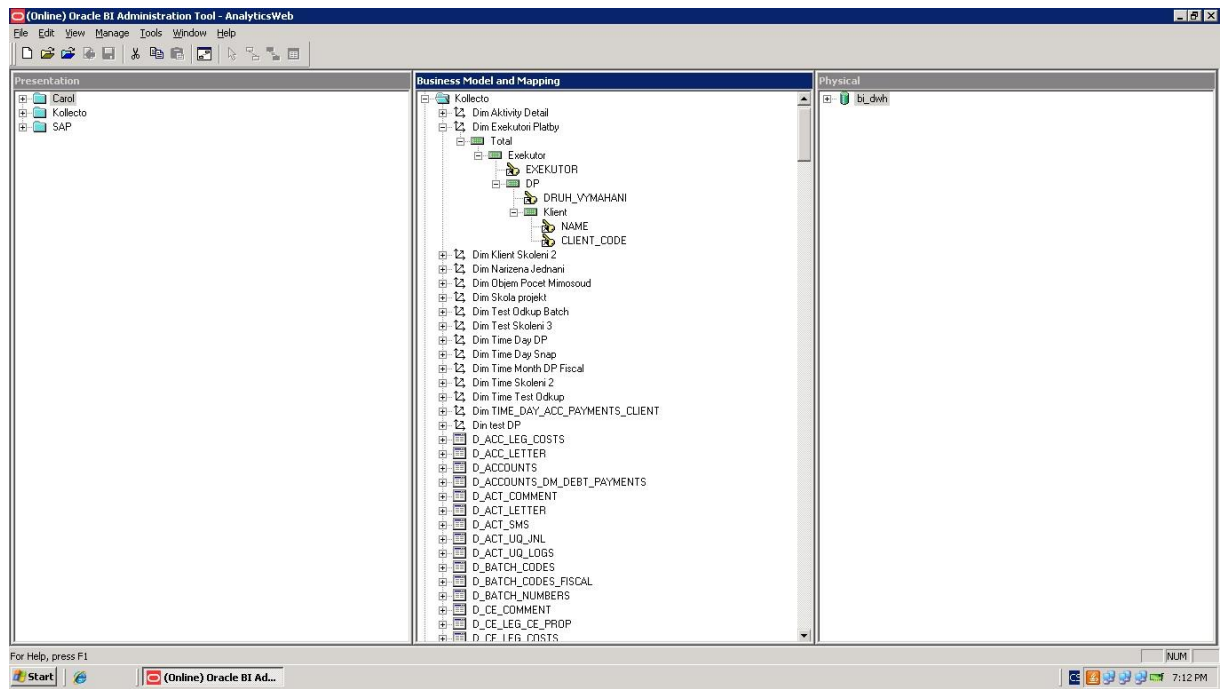 (Online) Oracle BI Administration Tool - AnalyticsWeb
File Edit View Manage Tools Window Help
Presentation
Carol
Kollecto
SAP
Business Model and Mapping
Kollecto
Dim Aktivity Detail
Dim Exekutori Platby
Total
Exekutor
EXEKUTOR
DP
DRUH_VYMAHANI
Klient
NAME
CLIENT_CODE
Dim Klient Skoleni 2
Dim Narizena Jednani
Dim Objem Pocet Mimosoud
Dim Skola projekt
Dim Test Odkup Batch
Dim Test Skoleni 3
Dim Time Day DP
Dim Time Day Snap
Dim Time Month DP Fiscal
Dim Time Skoleni 2
Dim Time Test Odkup
Dim TIME_DAY_ACC_PAYMENTS_CLIENT
Din test DP
D_ACC_LEG_COSTS
D_ACC_LETTER
D_ACCOUNTS
D_ACCOUNTS_DM_DEBT_PAYMENTS
D_ACT_COMMENT
D_ACT_LETTER
D_ACT_SMS
D_ACT_UQ_JNL
D_ACT_UQ_LOGS
D_BATCH_CODES
D_BATCH_CODES_FISCAL
D_BATCH_NUMBERS
D_CE_COMMENT
D_CE_LEG_CE_PROP
D_CE_LEG_COSTS
Physical
bi_dwh
For Help, press F1
NUM
Start
(Online) Oracle BI Ad...
CS
7:12 PM